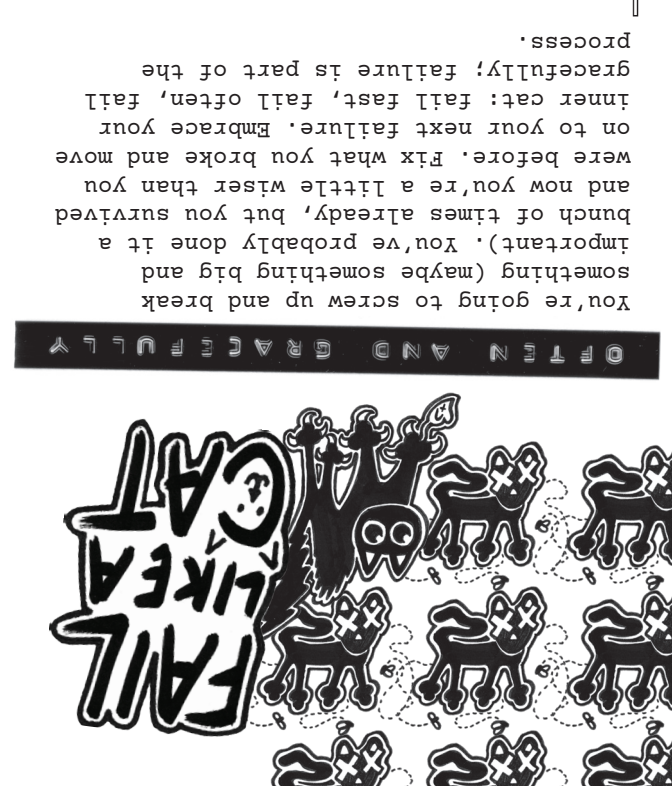 FAIL
LIKE A
CAT
OFTEN AND GRACEFULLY
You're going to screw up and break
something (maybe something big and
important). You've probably done it a
bunch of times already, but you survived
and now you're a little wiser than you
were before. Fix what you broke and move
on to your next failure. Embrace your
inner cat: fail fast, fail often, fail
gracefully; failure is part of the
process.